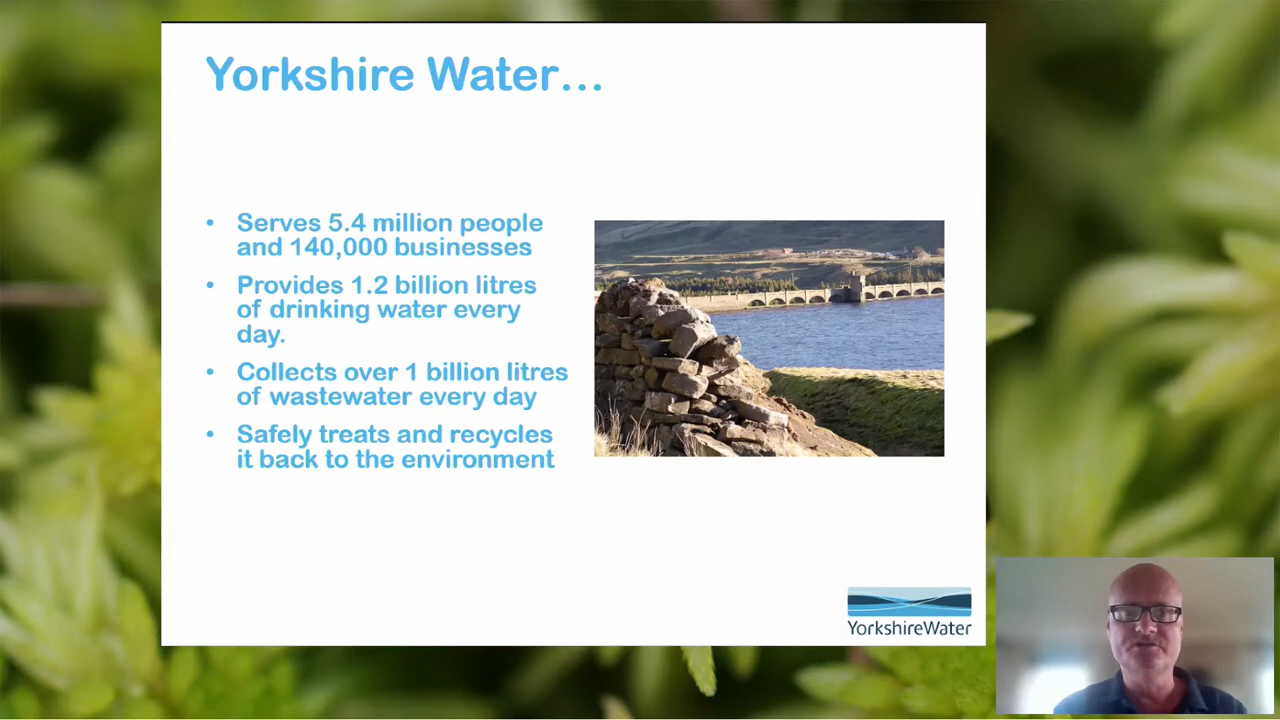 Yorkshire Water...
• Serves 5.4 million people
and 140,000 businesses
• Provides 1.2 billion litres
of drinking water every
day.
• Collects over 1 billion litres
of wastewater every day
• Safely treats and recycles
it back to the environment
YorkshireWater